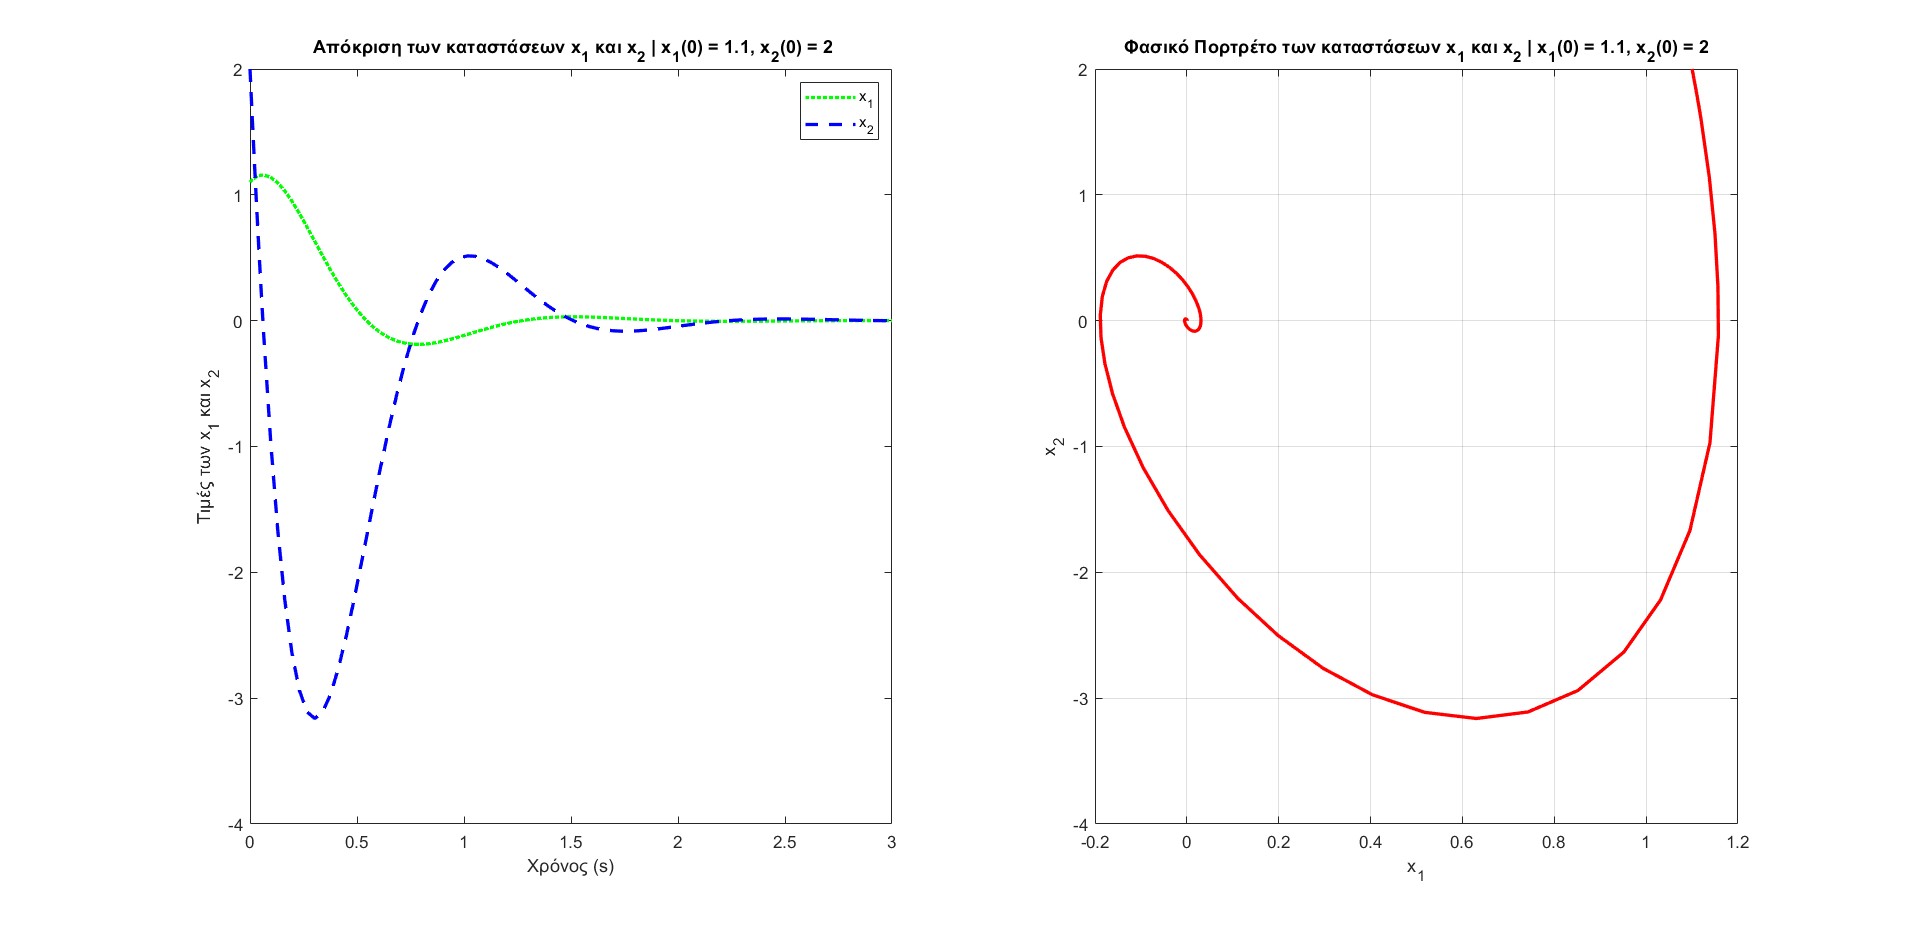 Απόκριση των καταστάσεων x1 και x2 | x1(0) = 1.1, x2(0) = 2
2
1
0
-1
-2
-3
-4
Τιμές των x1 και x2
x1
x2
0 0.5 1 1.5 2 2.5 3
Χρόνος (s)
Φασικό Πορτρέτο των καταστάσεων x1 και x2 | x1(0) = 1.1, x2(0) = 2
2
1
0
-1
-2
-3
-4
x2
-0.2 0 0.2 0.4 0.6 0.8 1 1.2
x1